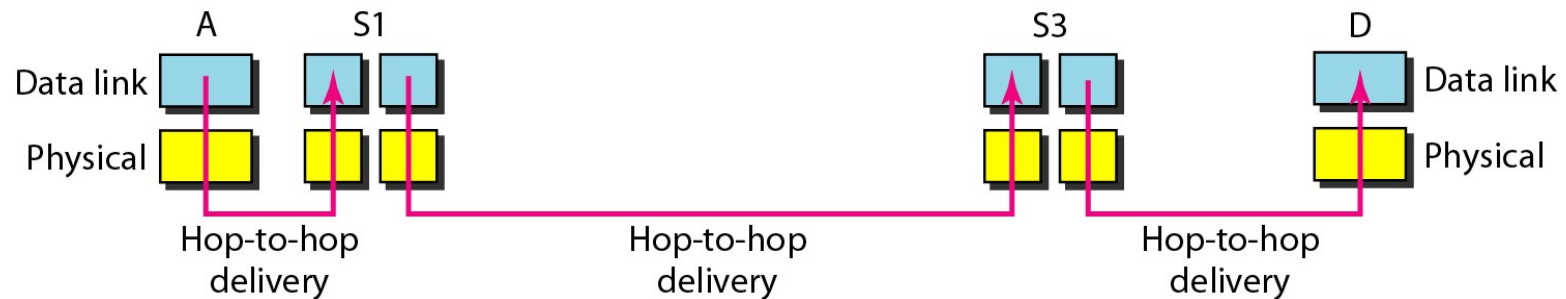 A S1 S3 D
Data link Data link
Physical Physical
Hop-to-hop Hop-to-hop Hop-to-hop
delivery delivery delivery